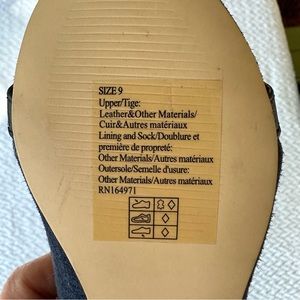 SIZE 9
Upper/Tige:
Leather&Other Materials/
Cuir&Autres matériaux
Lining and Sock/Doublure et
première de propreté:
Other Materials/Autres matériaux
Outersole/Semelle d'usure:
Other Materials/Autres matériaux
RN164971